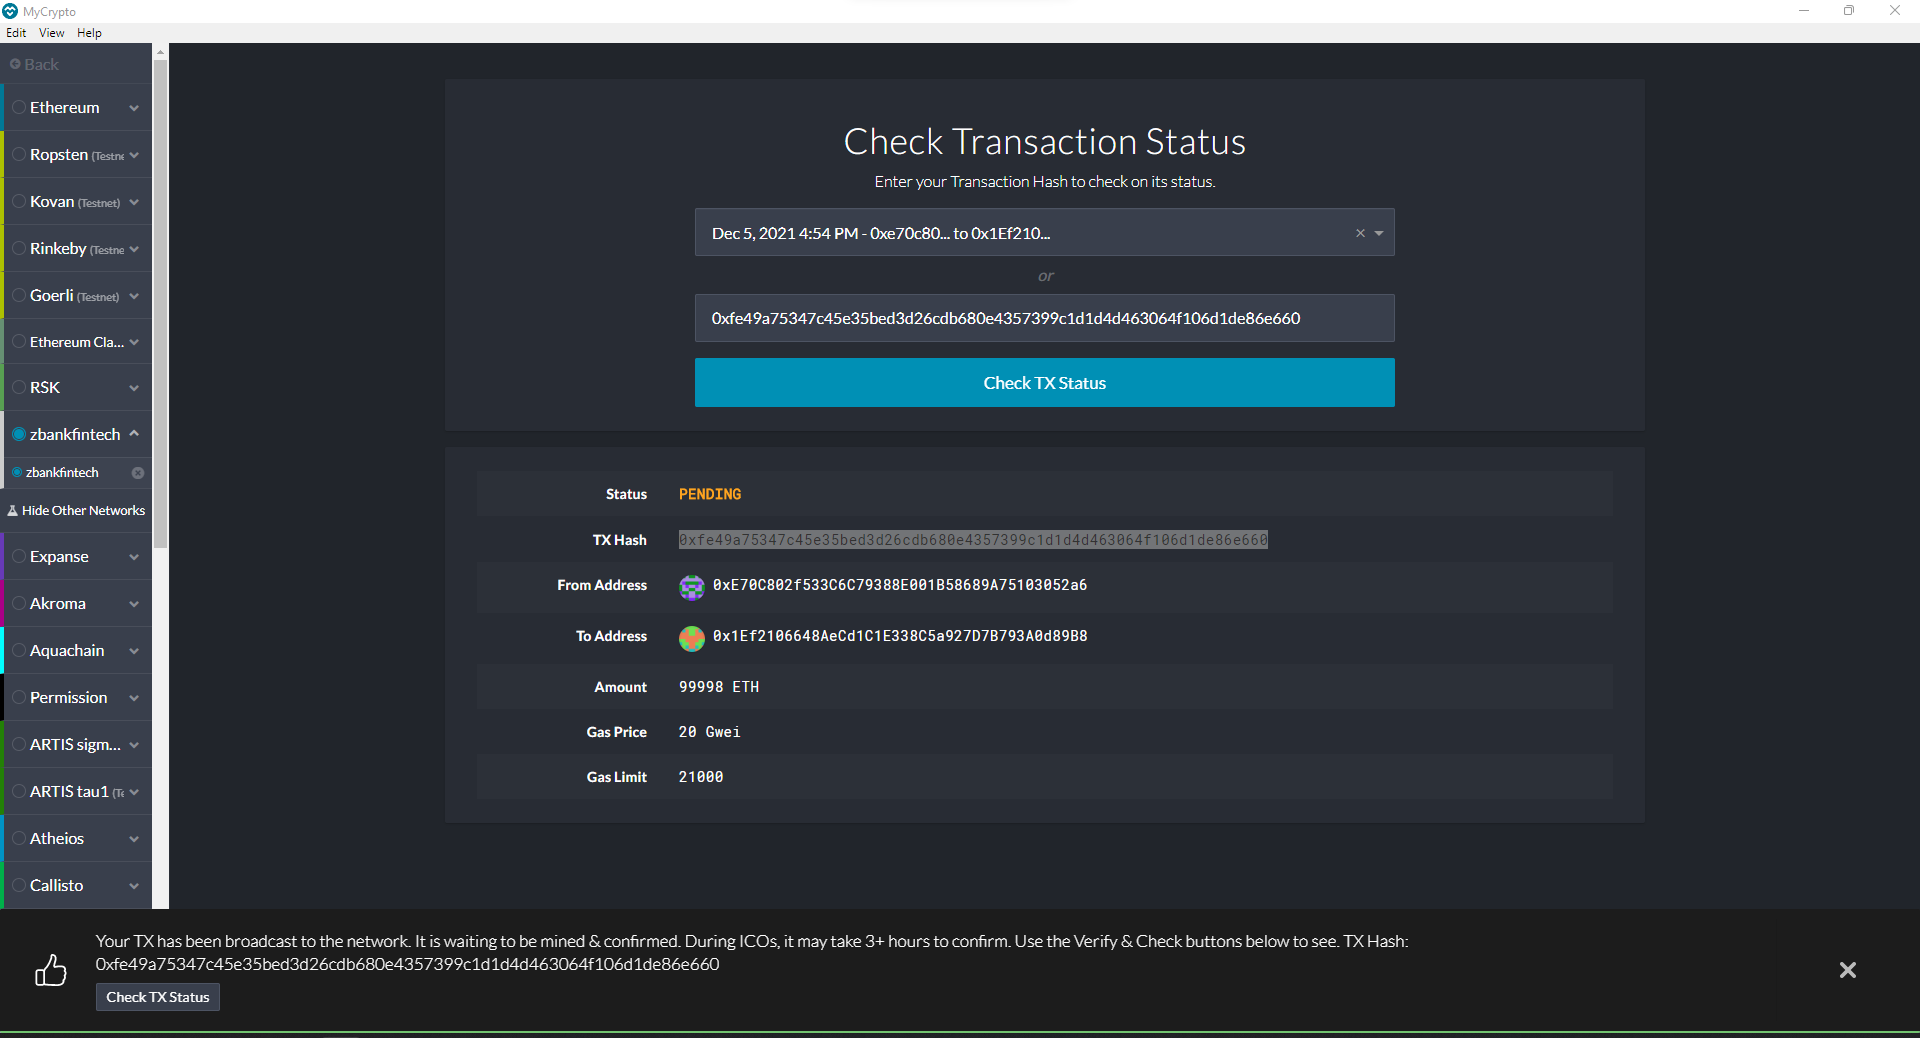 MyCrypto
Edit View Help
Back
Ethereum
Ropsten (Testne
Kovan (Testnet)
Rinkeby (Testne
Goerli (Testnet)
Ethereum Cla...
RSK
zbankfintech
zbankfintech
Hide Other Networks
Expanse
Akroma
Aquachain
Permission
ARTIS sigm...
ARTIS tau1 (Te
Atheios
Callisto
Check Transaction Status
Enter your Transaction Hash to check on its status.
Dec 5, 2021 4:54 PM - 0xe70c80... to 0x1Ef210...
or
0xfe49a75347c45e35bed3d26cdb680e4357399c1d1d4d463064f106d1de86e660
Check TX Status
Status PENDING
TX Hash 0xfe49a75347c45e35bed3d26cdb680e4357399c1d1d4d463064f106d1de86e660
From Address 0xE70C802f533C6C79388E001B58689A75103052a6
To Address 0x1Ef2106648AeCd1C1E338C5a927D7B793A0d89B8
Amount 99998 ETH
Gas Price 20 Gwei
Gas Limit 21000
Your TX has been broadcast to the network. It is waiting to be mined & confirmed. During ICOs, it may take 3+ hours to confirm. Use the Verify & Check buttons below to see. TX Hash:
0xfe49a75347c45e35bed3d26cdb680e4357399c1d1d4d463064f106d1de86e660
Check TX Status